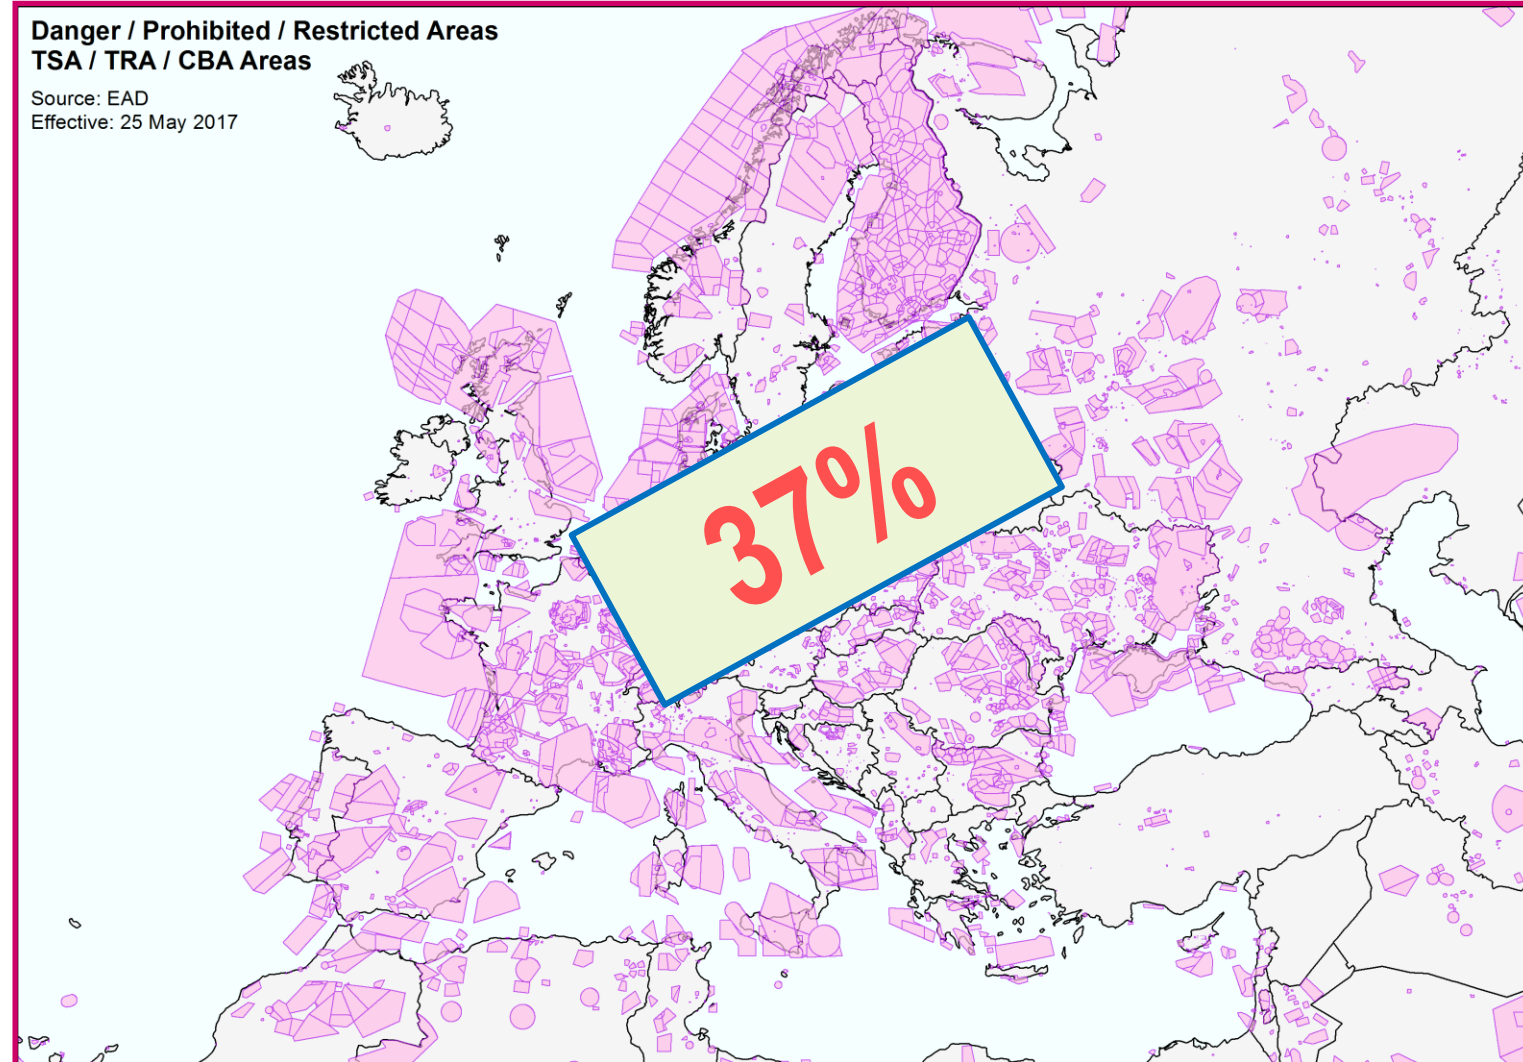 Danger / Prohibited / Restricted Areas
TSA / TRA / CBA Areas
Source: EAD
Effective: 25 May 2017
37%